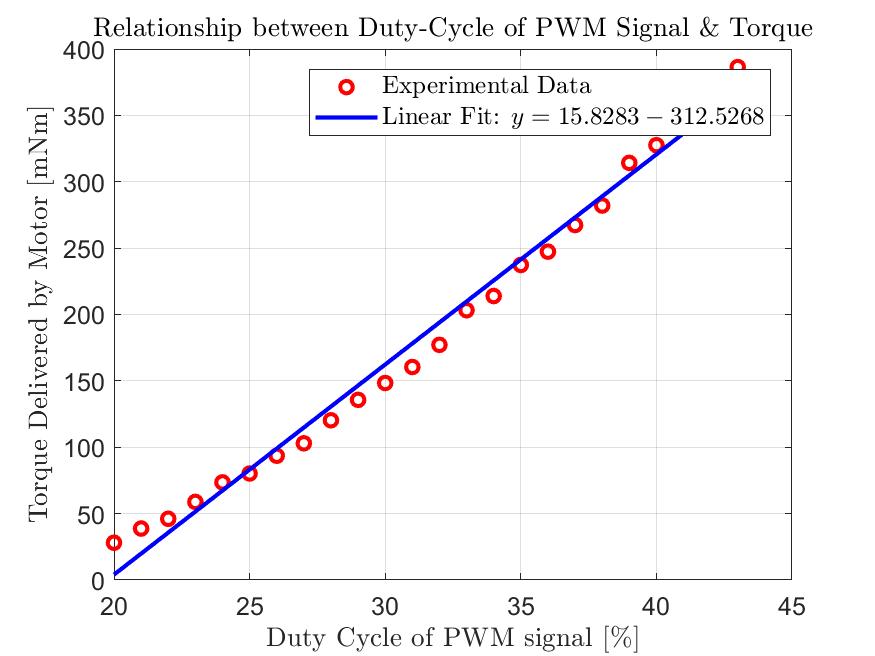 Relationship between Duty-Cycle of PWM Signal & Torque
400
350
300
250
200
150
100
50
0
Torque Delivered by Motor [mNm]
Experimental Data
Linear Fit: y = 15.8283 − 312.5268
20 25 30 35 40 45
Duty Cycle of PWM signal [%]